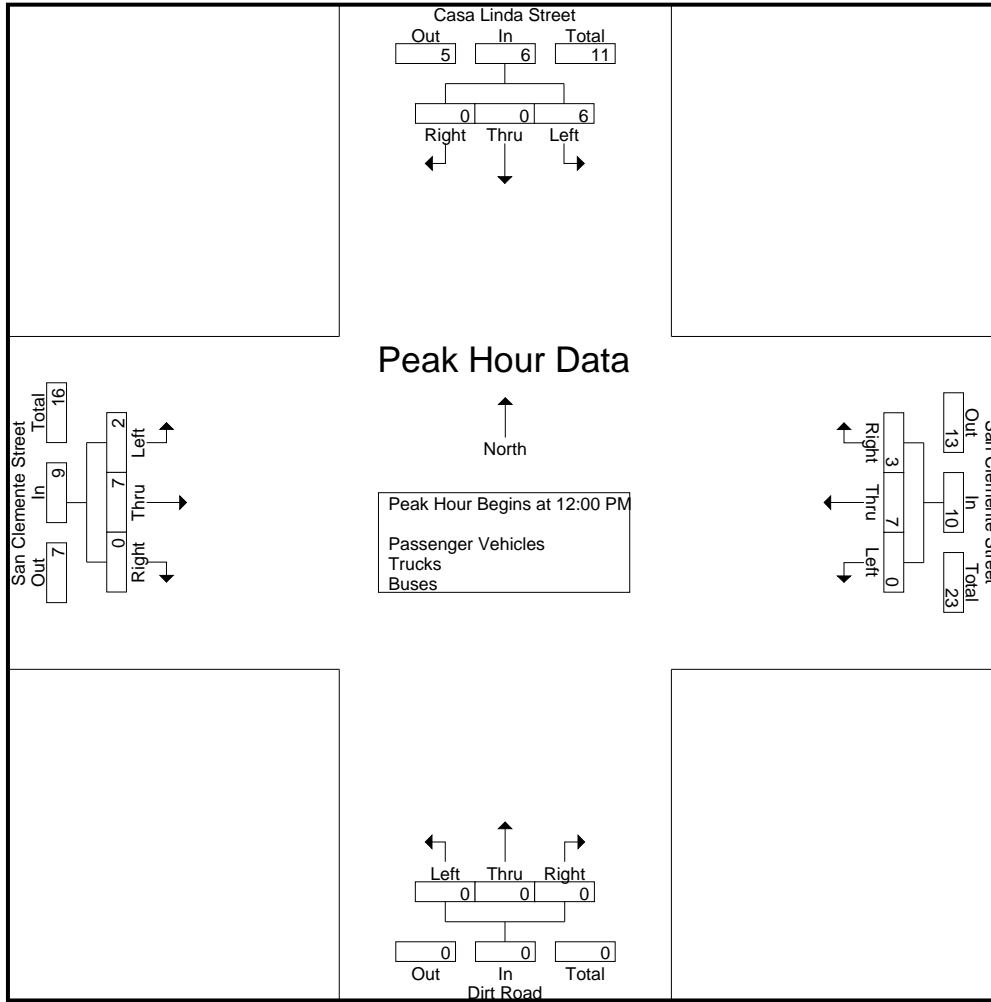 Casa Linda Street
Out In Total
5 6 11
0 0 6
Right Thru Left
Peak Hour Data
North
Peak Hour Begins at 12:00 PM
Passenger Vehicles
Trucks
Buses
San Clemente Street
Out In Total
7 9 16
Left Thru Right
2 7 0
San Clemente Street
Out In Total
13 10 23
Right Thru Left
3 7 0
Left Thru Right
0 0 0
0 0 0
Out In Total
Dirt Road